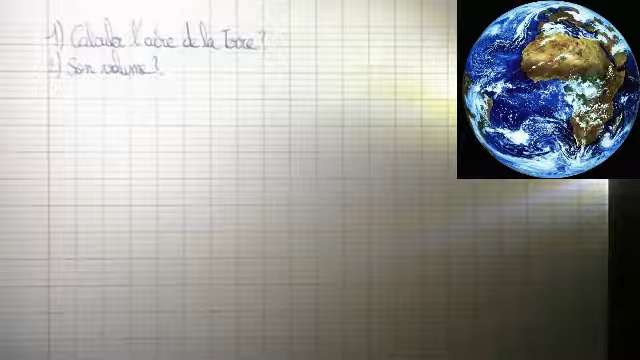 1) Calculer l'aire de la Terre?
2) Son volume?